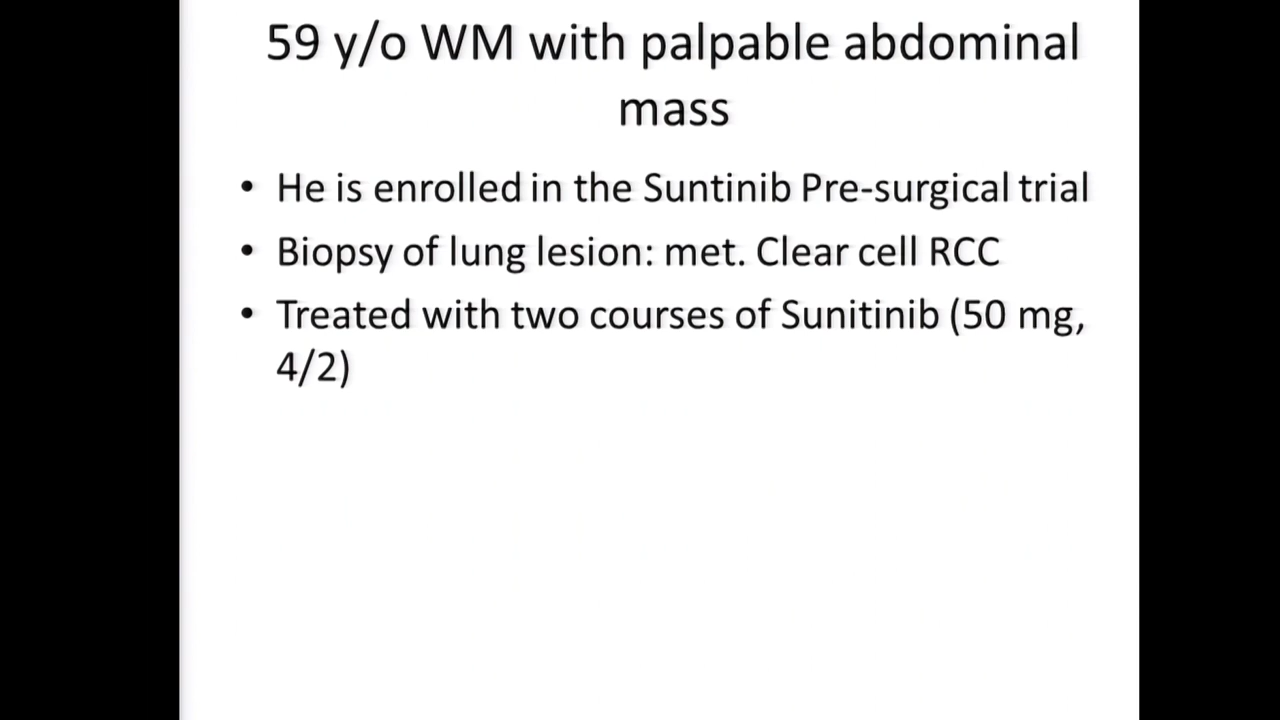 59 y/o WM with palpable abdominal
mass
• He is enrolled in the Suntinib Pre-surgical trial
• Biopsy of lung lesion: met. Clear cell RCC
• Treated with two courses of Sunitinib (50 mg,
4/2)